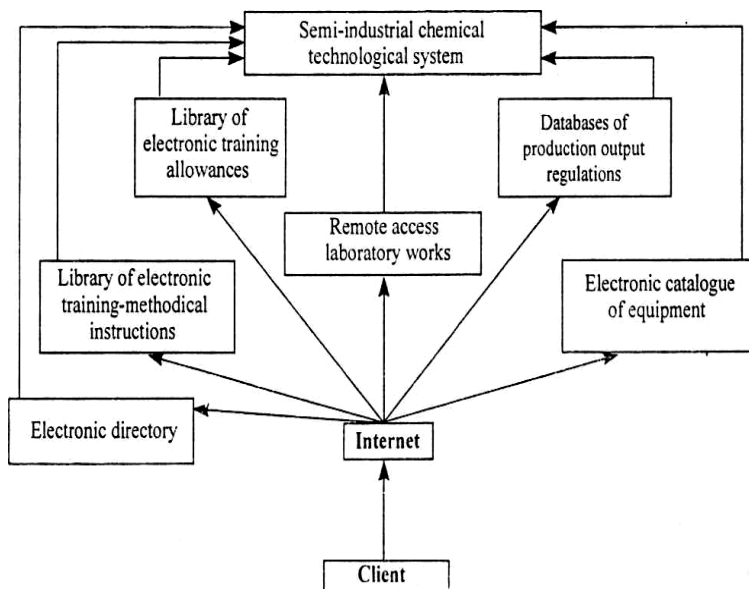 Semi-industrial chemical
technological system
Library of
electronic training
allowances
Databases of
production output
regulations
Remote access
laboratory works
Library of electronic
training-methodical
instructions
Electronic catalogue
of equipment
Electronic directory
Internet
Client